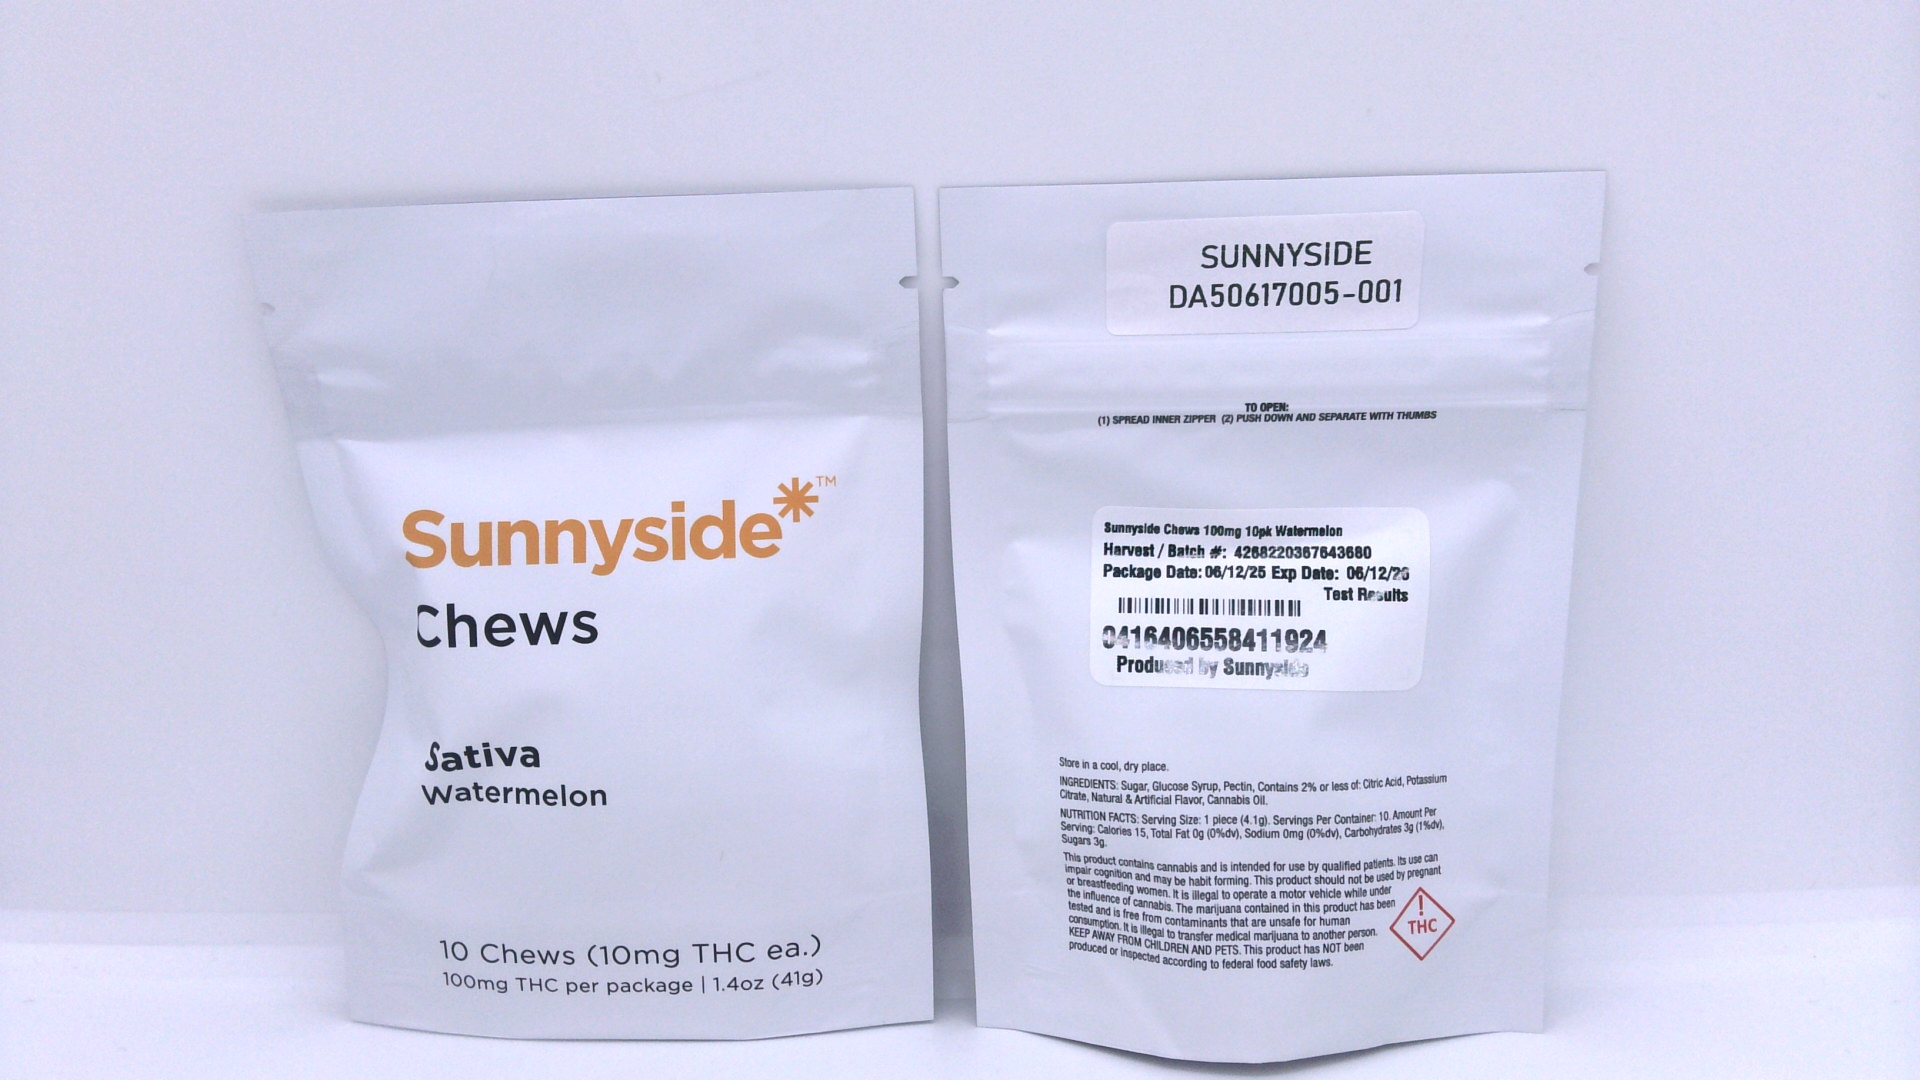 Sunnyside*™
Chews
Sativa
Watermelon
10 Chews (10mg THC ea.)
100mg THC per package | 1.4oz (41g)
SUNNYSIDE
DA50617005-001
TO OPEN:
(1) SPREAD INNER ZIPPER (2) PUSH DOWN AND SEPARATE WITH THUMBS
Sunnyside Chews 100mg 10pk Watermelon
Harvest / Batch #: 4268220367643680
Package Date: 06/12/25 Exp Date: 06/12/26
Test Results
0416406558411924
Produced by Sunnyside
Store in a cool, dry place.
INGREDIENTS: Sugar, Glucose Syrup, Pectin, Contains 2% or less of: Citric Acid, Potassium
Citrate, Natural & Artificial Flavor, Cannabis Oil.
NUTRITION FACTS: Serving Size: 1 piece (4.1g). Servings Per Container: 10. Amount Per
Serving: Calories 15, Total Fat 0g (0%dv), Sodium 0mg (0%dv), Carbohydrates 3g (1%dv),
Sugars 3g.
This product contains cannabis and is intended for use by qualified patients. Its use can
impair cognition and may be habit forming. This product should not be used by pregnant
or breastfeeding women. It is illegal to operate a motor vehicle while under
the influence of cannabis. The marijuana contained in this product has been
tested and is free from contaminants that are unsafe for human
consumption. It is illegal to transfer medical marijuana to another person.
KEEP AWAY FROM CHILDREN AND PETS. This product has NOT been
produced or inspected according to federal food safety laws.
!
THC